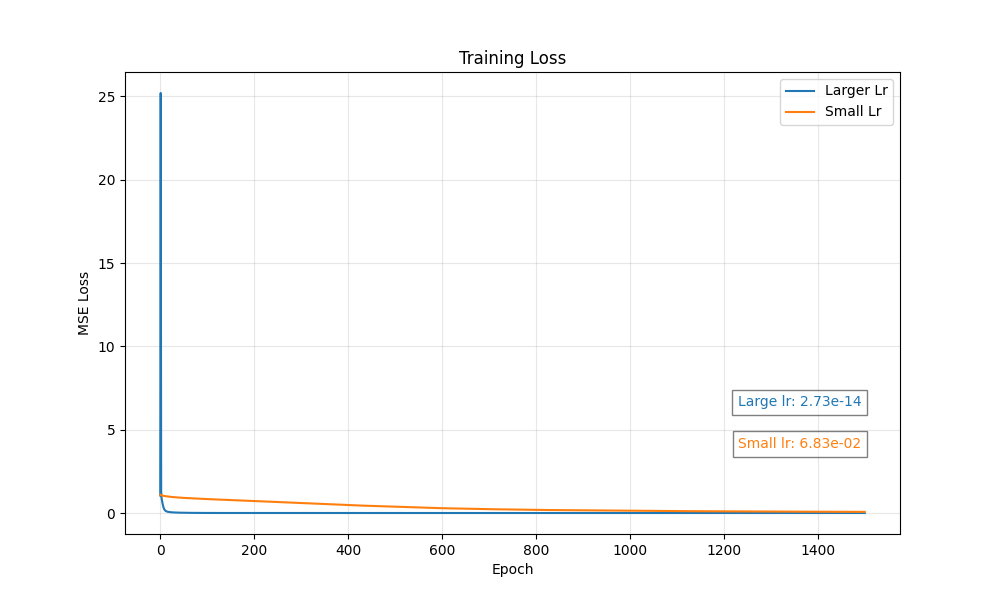 Training Loss
Larger Lr
Small Lr
MSE Loss
25
20
15
10
5
0
Large lr: 2.73e-14
Small lr: 6.83e-02
0 200 400 600 800 1000 1200 1400
Epoch